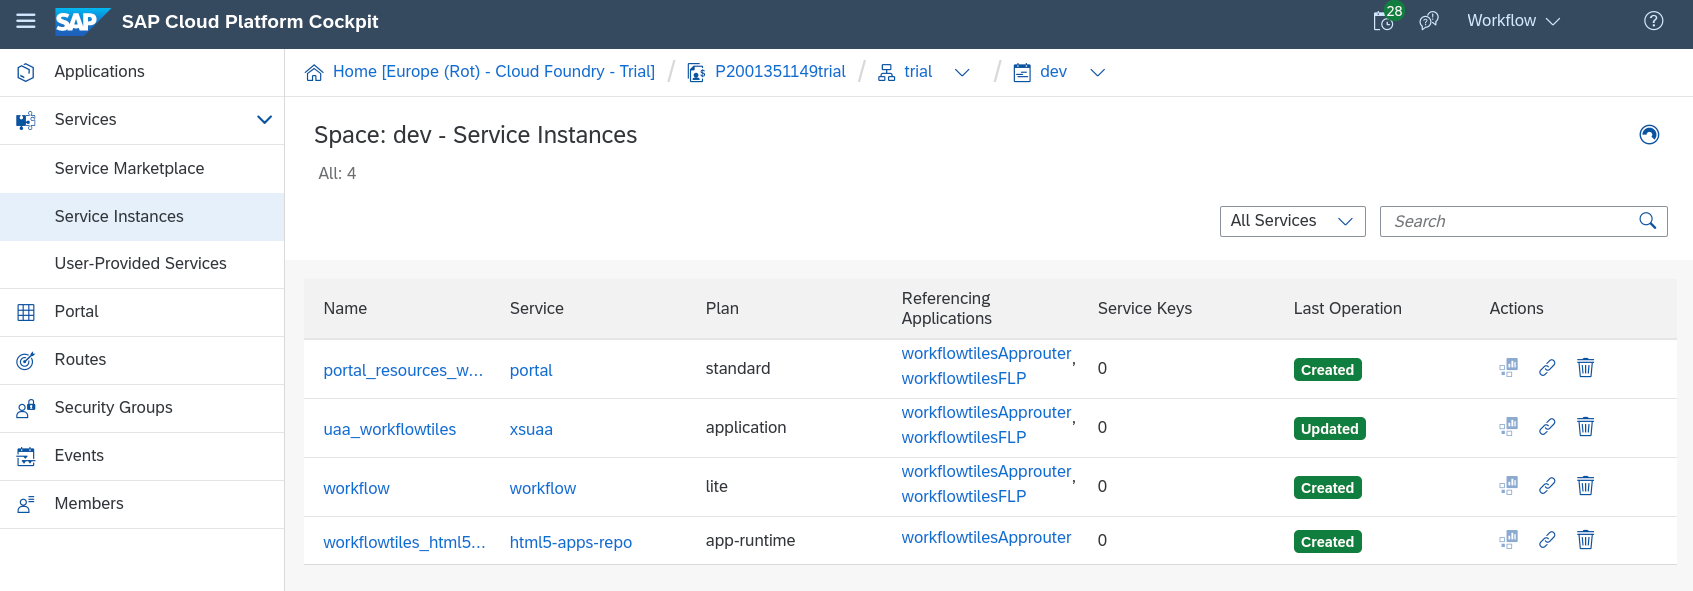 SAP SAP Cloud Platform Cockpit
28
Workflow
Applications
Services
Service Marketplace
Service Instances
User-Provided Services
Portal
Routes
Security Groups
Events
Members
Home [Europe (Rot) - Cloud Foundry - Trial] / P2001351149trial / trial / dev
Space: dev - Service Instances
All: 4
All Services
Search
Name Service Plan Referencing Applications Service Keys Last Operation Actions
portal_resources_w... portal standard workflowtilesApprouter, workflowtilesFLP 0 Created
uaa_workflowtiles xsuaa application workflowtilesApprouter, workflowtilesFLP 0 Updated
workflow workflow lite workflowtilesApprouter, workflowtilesFLP 0 Created
workflowtiles_html5... html5-apps-repo app-runtime workflowtilesApprouter 0 Created